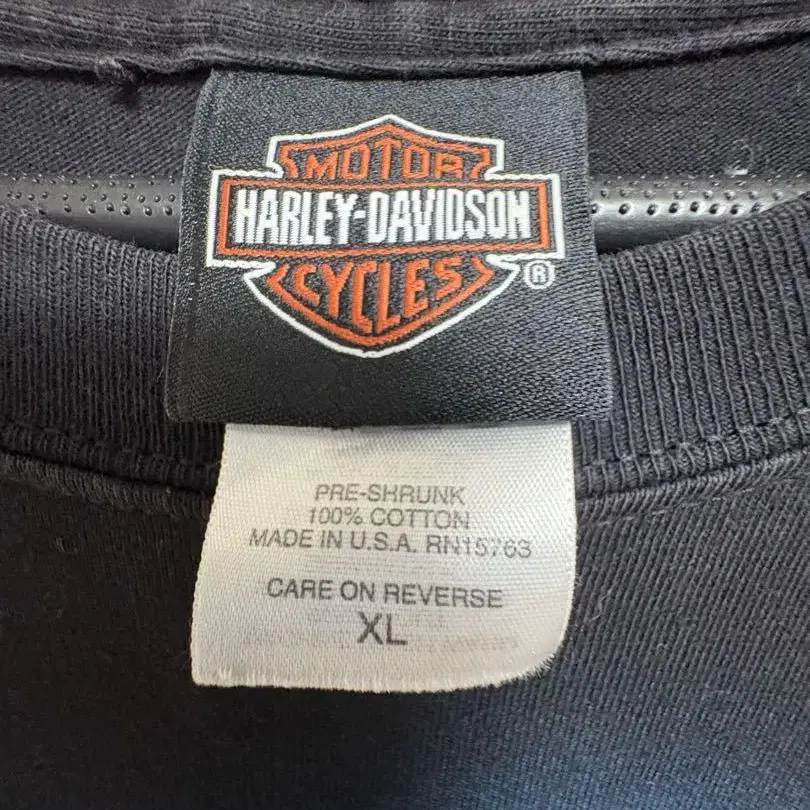 MOTOR
HARLEY-DAVIDSON
CYCLES
®
PRE-SHRUNK
100% COTTON
MADE IN U.S.A. RN15763
CARE ON REVERSE
XL